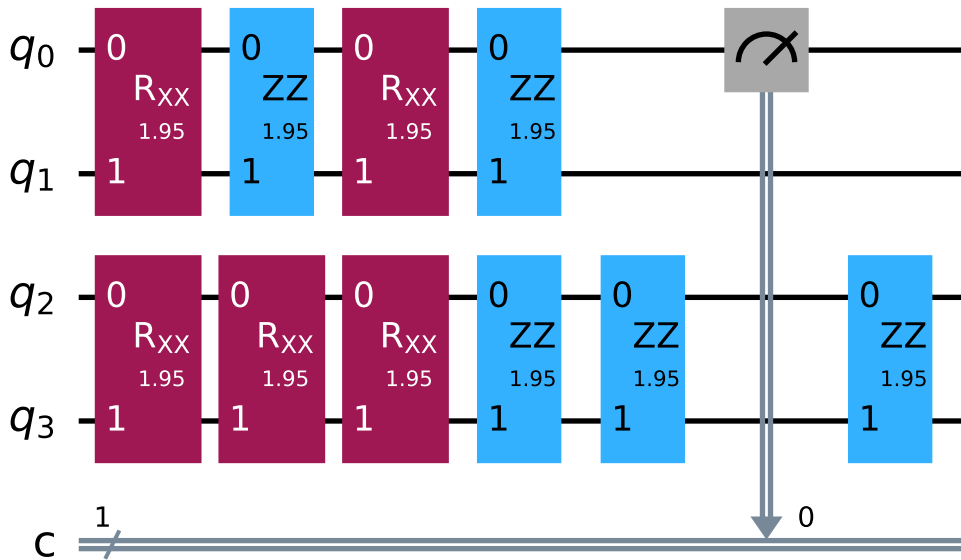 q0 0 0 0 0
RXX ZZ RXX ZZ
1.95 1.95 1.95 1.95
q1 1 1 1 1
q2 0 0 0 0 0 0
RXX RXX RXX ZZ ZZ ZZ
1.95 1.95 1.95 1.95 1.95 1.95
q3 1 1 1 1 1 1
1 0
c